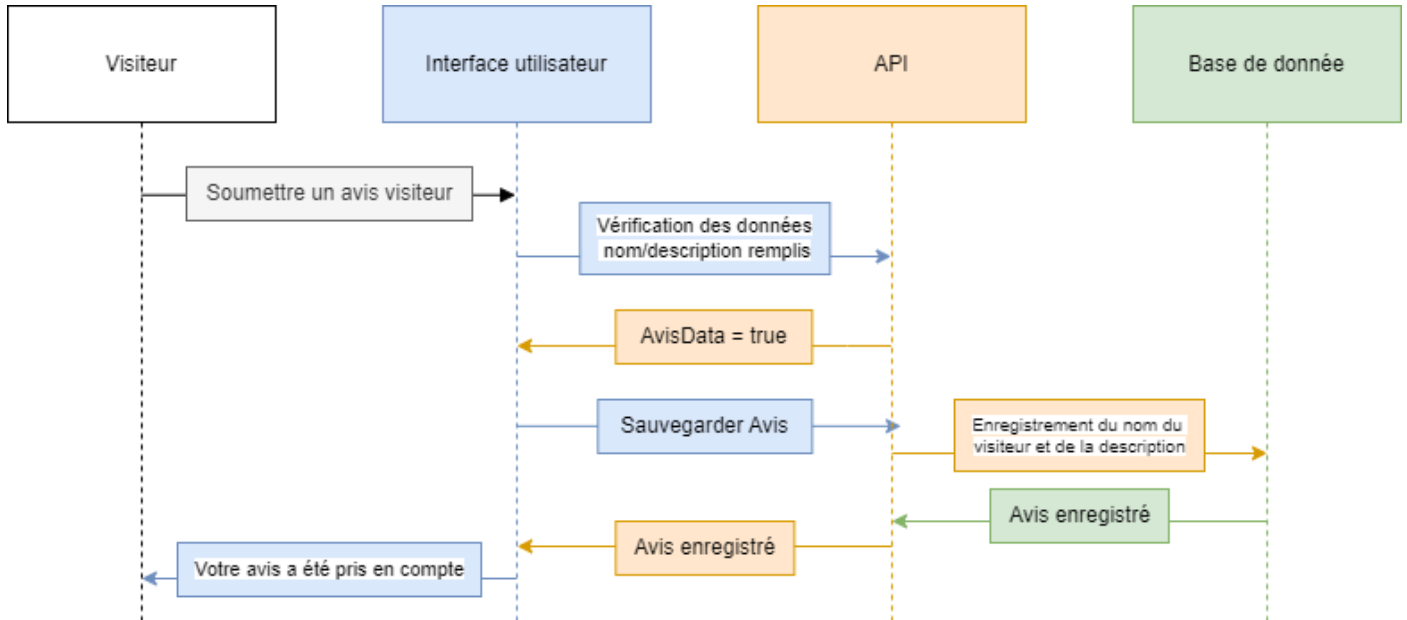 Visiteur
Interface utilisateur
API
Base de donnée
Soumettre un avis visiteur
Vérification des données
nom/description remplis
AvisData = true
Sauvegarder Avis
Enregistrement du nom du
visiteur et de la description
Avis enregistré
Avis enregistré
Votre avis a été pris en compte